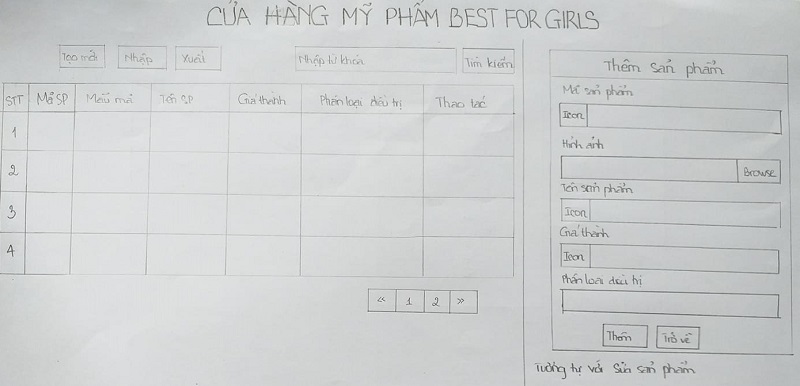 CỬA HÀNG MỸ PHẨM BEST FOR GIRLS
Tạo mới Nhập Xuất Nhập từ khóa Tìm kiếm
STT Mã SP Mẫu mã Tên SP Giá thành Phân loại điều trị Thao tác
1
2
3
4
« 1 2 »
Thêm sản phẩm
Mã sản phẩm
Icon
Hình ảnh
Browse
Tên sản phẩm
Icon
Giá thành
Icon
Phân loại điều trị
Thêm Trở về
Tương tự với Sửa sản phẩm